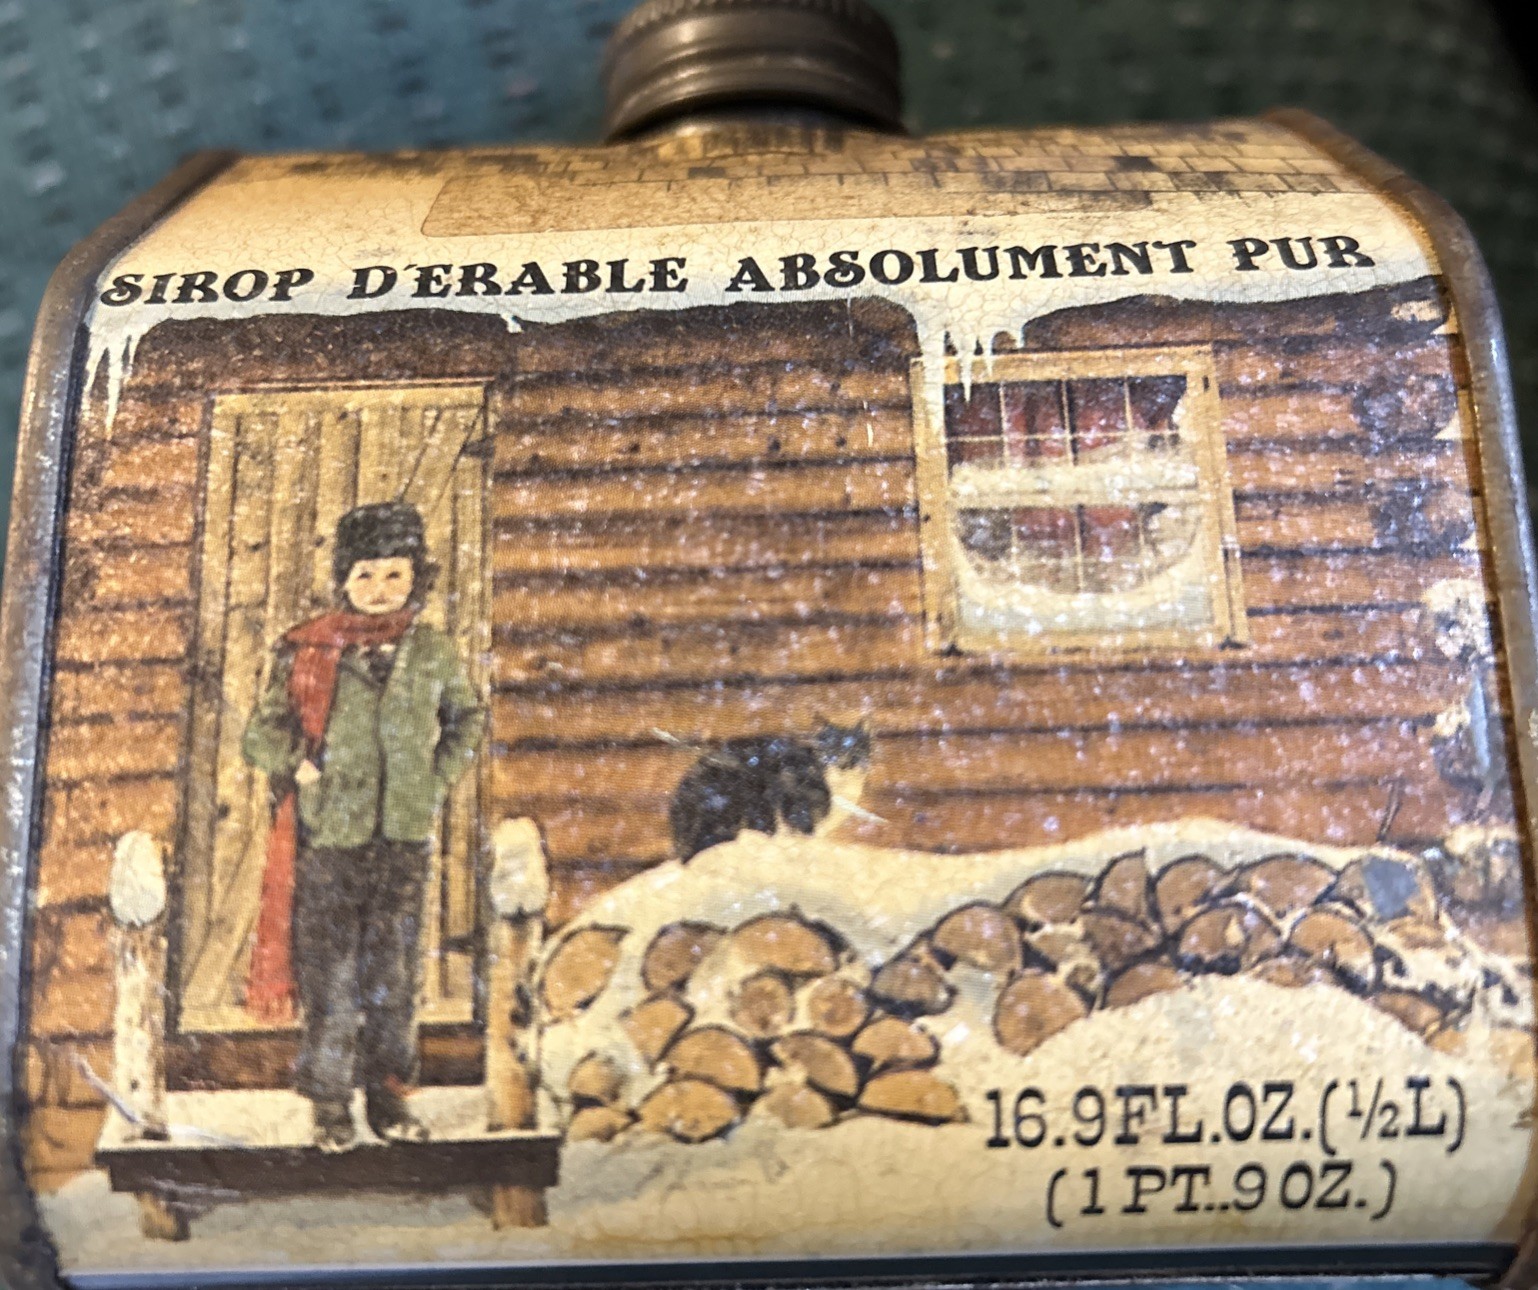 SIROP D'ERABLE ABSOLUMENT PUR
16.9FL.OZ.(½L)
(1PT..9OZ.)